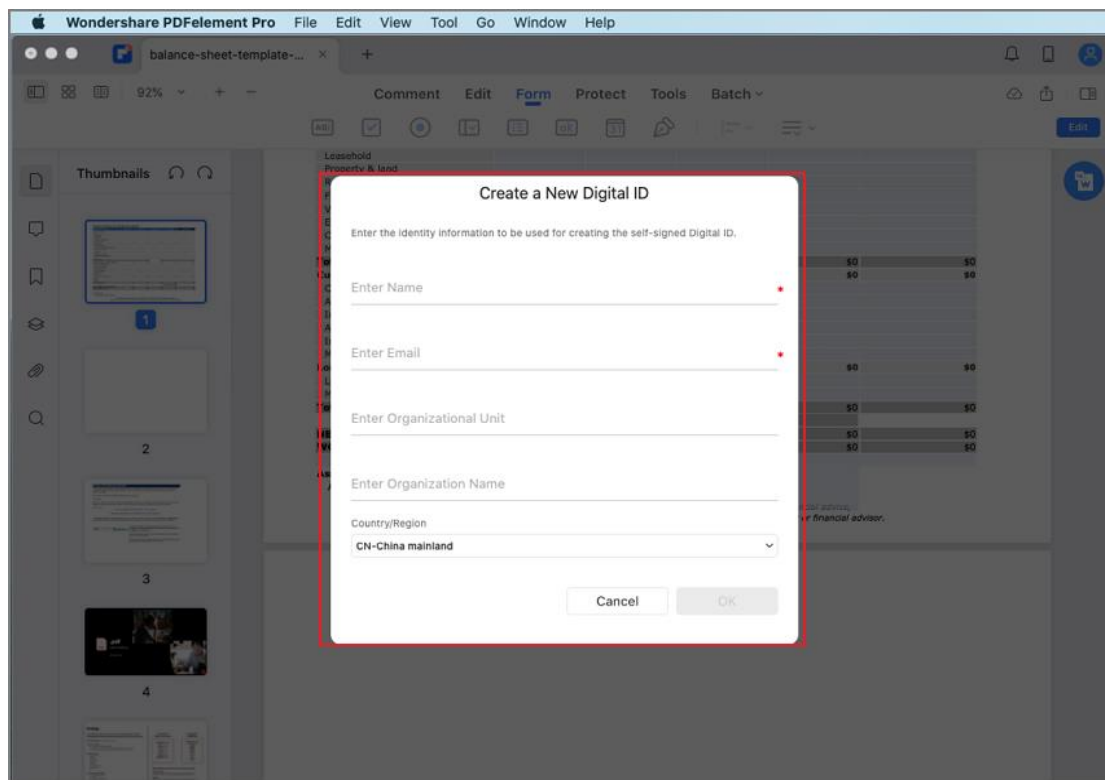 Wondershare PDFelement Pro File Edit View Tool Go Window Help
balance-sheet-template-... × +
92% + −
Comment Edit Form Protect Tools Batch
Edit
Thumbnails
Leasehold
Property & land
Create a New Digital ID
Enter the identity information to be used for creating the self-signed Digital ID.
$0 $0
$0 $0
Enter Name *
1
Enter Email *
$0 $0
$0 $0
Enter Organizational Unit
$0 $0
$0 $0
2
Enter Organization Name
r financial advisor.
Country/Region
CN-China mainland
3
Cancel OK
4